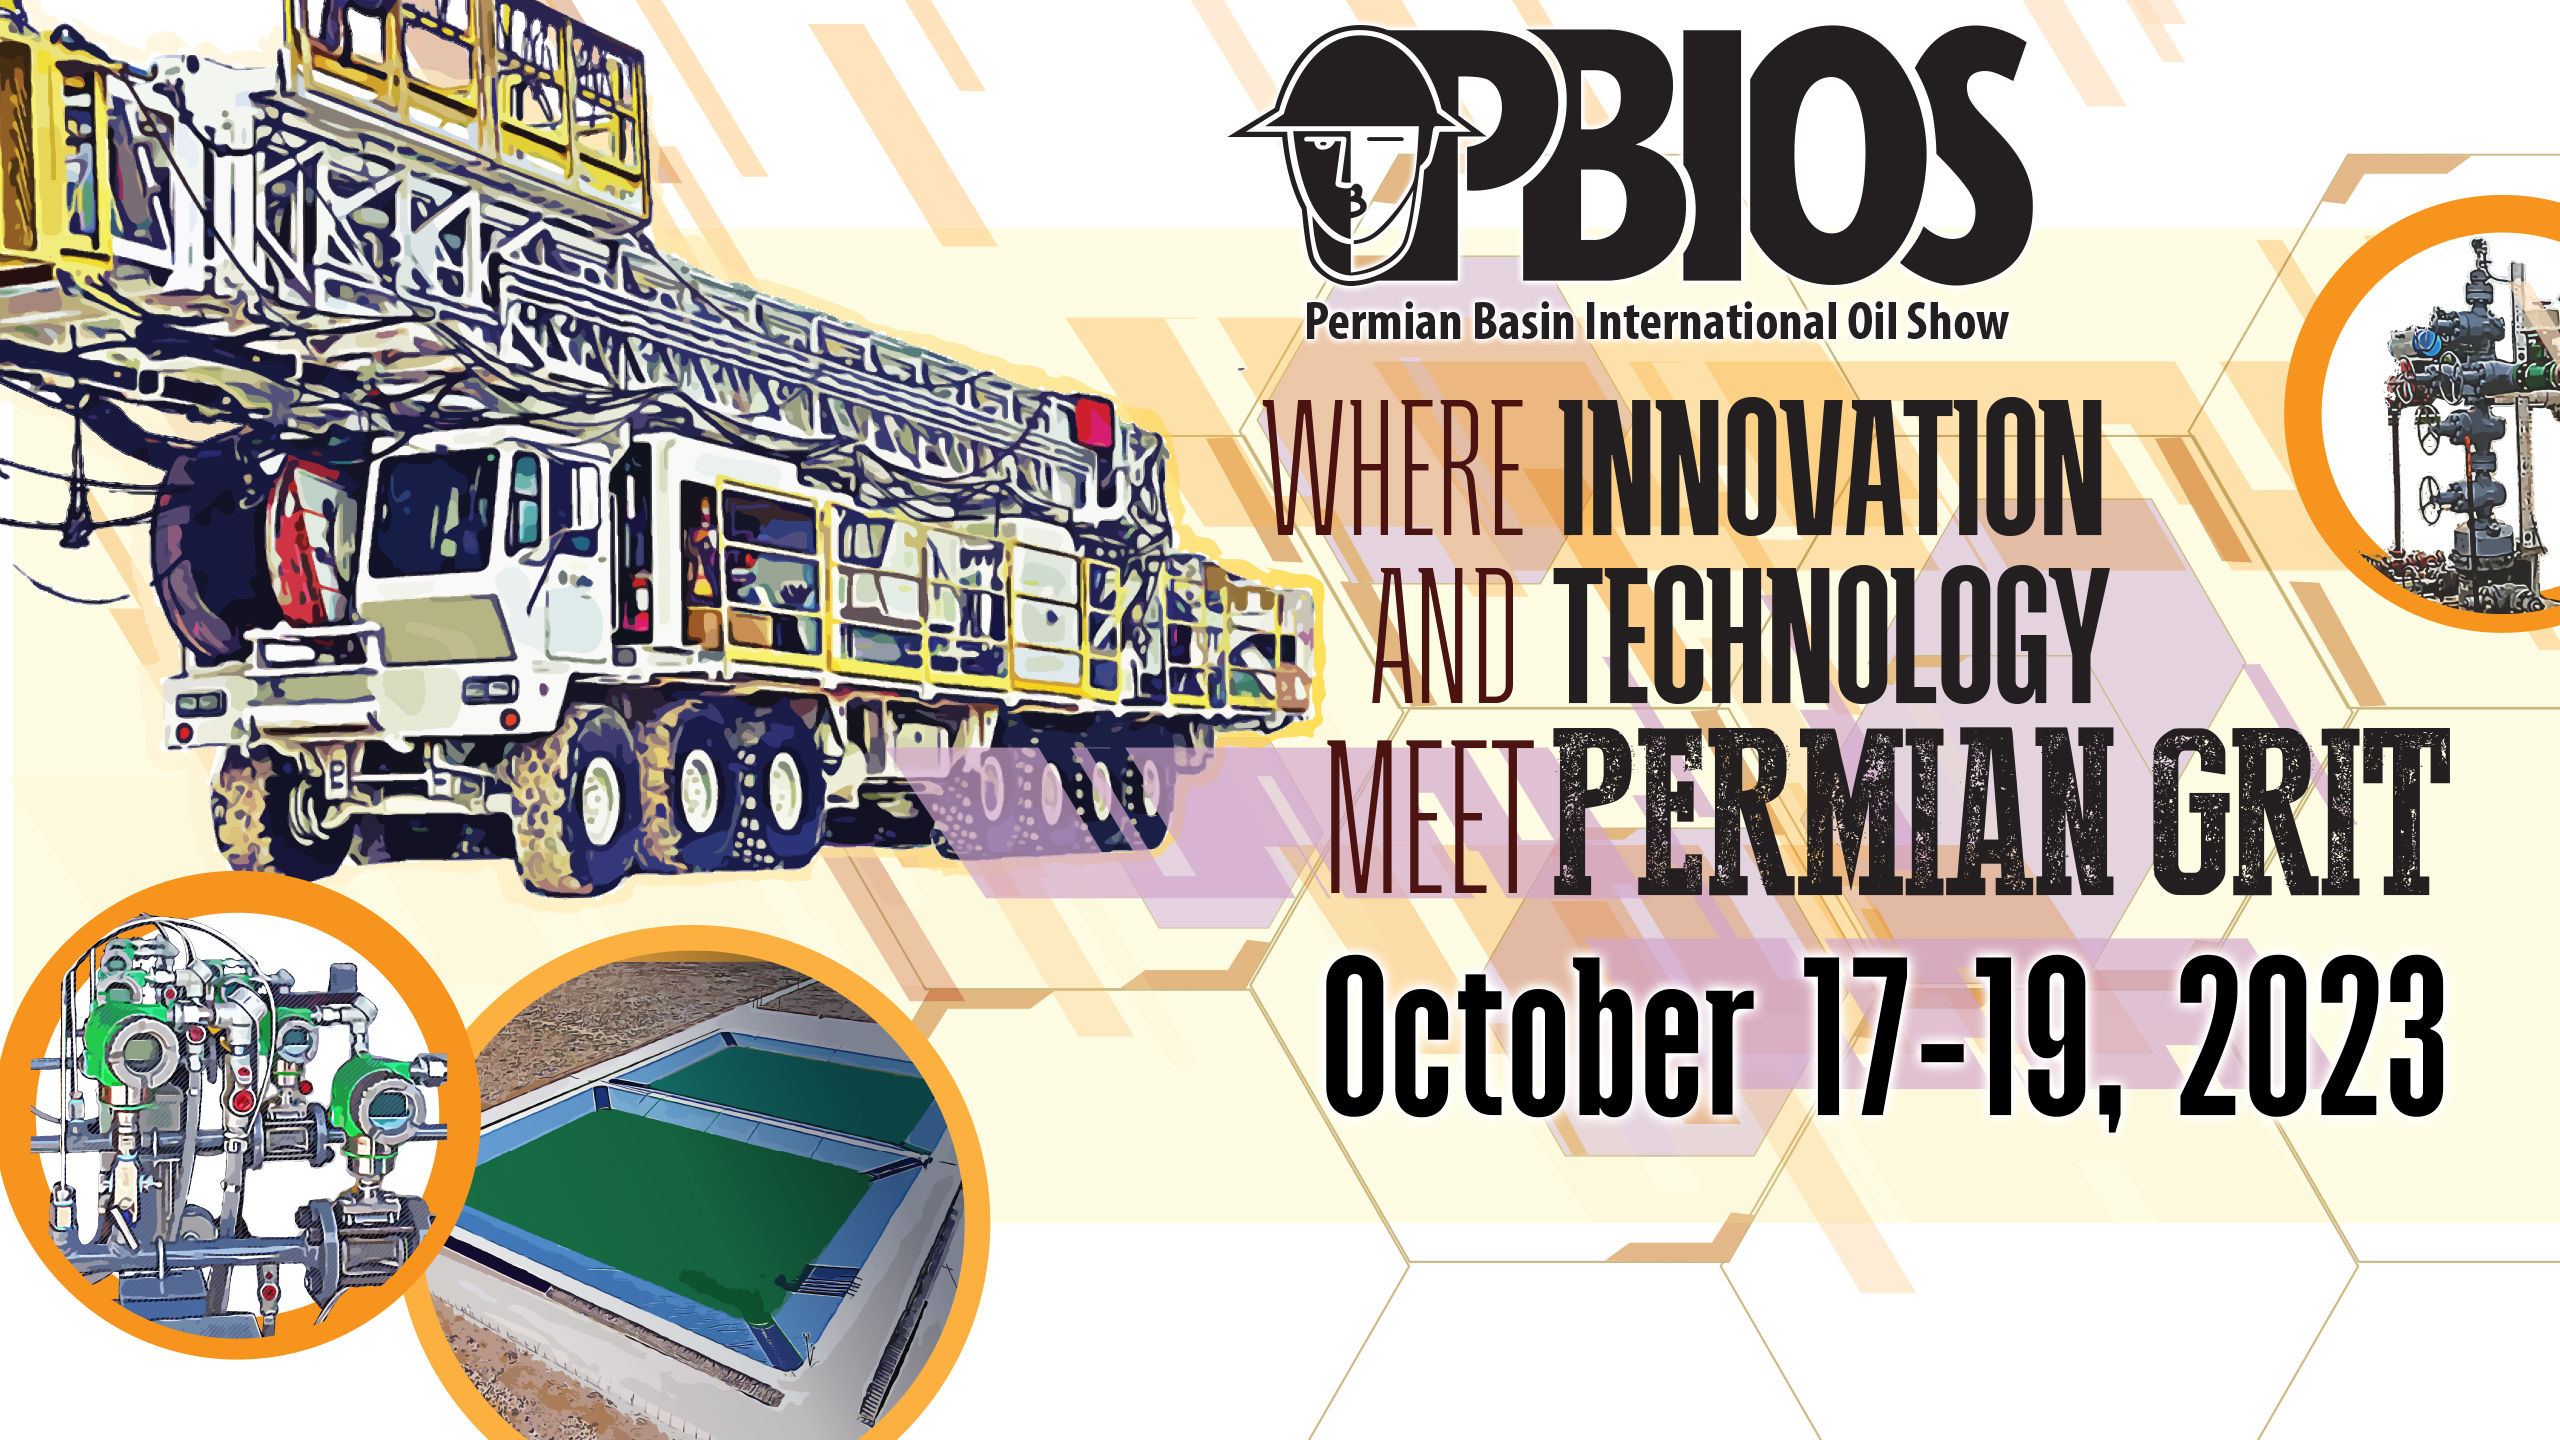 PBIOS
Permian Basin International Oil Show
WHERE INNOVATION
AND TECHNOLOGY
MEET PERMIAN GRIT
October 17-19, 2023